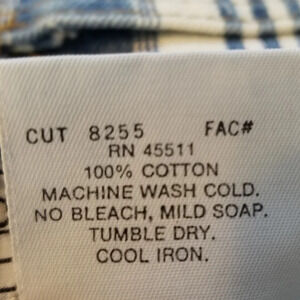 CUT 8255 FAC#
RN 45511
100% COTTON
MACHINE WASH COLD.
NO BLEACH, MILD SOAP.
TUMBLE DRY.
COOL IRON.